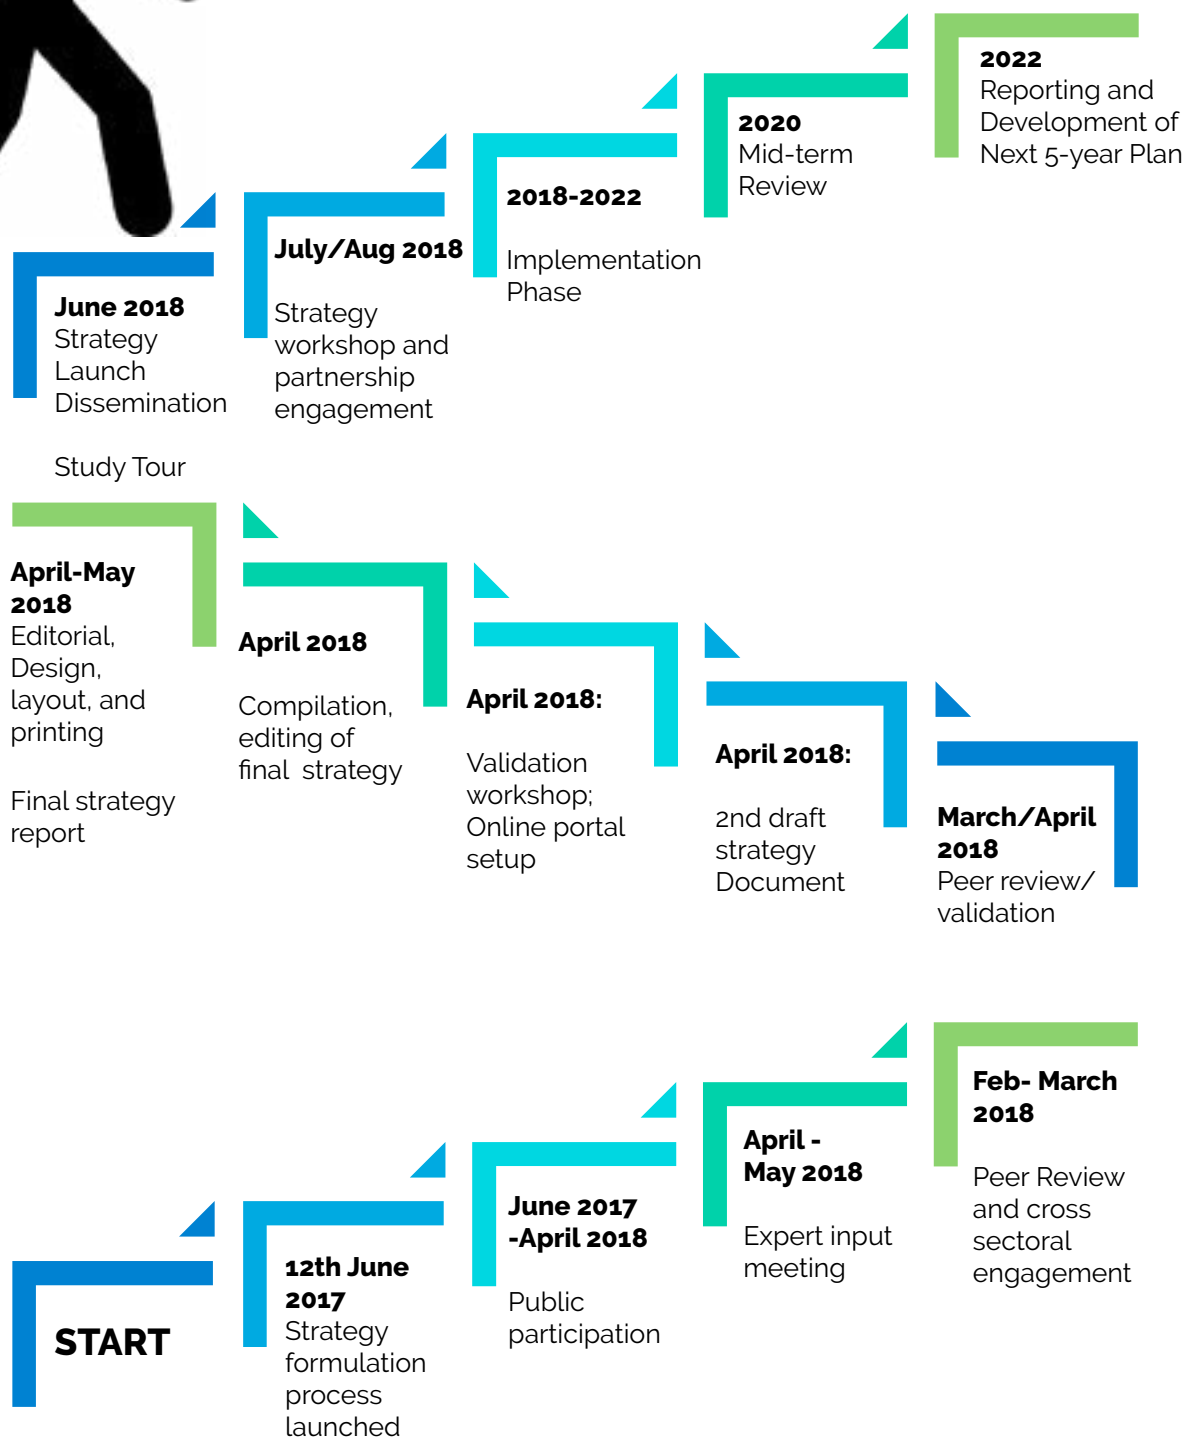 2022
Reporting and
Development of
Next 5-year Plan
2020
Mid-term
Review
2018-2022
Implementation
Phase
July/Aug 2018
Strategy
workshop and
partnership
engagement
June 2018
Strategy
Launch
Dissemination
Study Tour
April-May
2018
Editorial,
Design,
layout, and
printing
Final strategy
report
April 2018
Compilation,
editing of
final strategy
April 2018:
Validation
workshop;
Online portal
setup
April 2018:
2nd draft
strategy
Document
March/April
2018
Peer review/
validation
Feb- March
2018
Peer Review
and cross
sectoral
engagement
April -
May 2018
Expert input
meeting
June 2017
-April 2018
Public
participation
12th June
2017
Strategy
formulation
process
launched
START